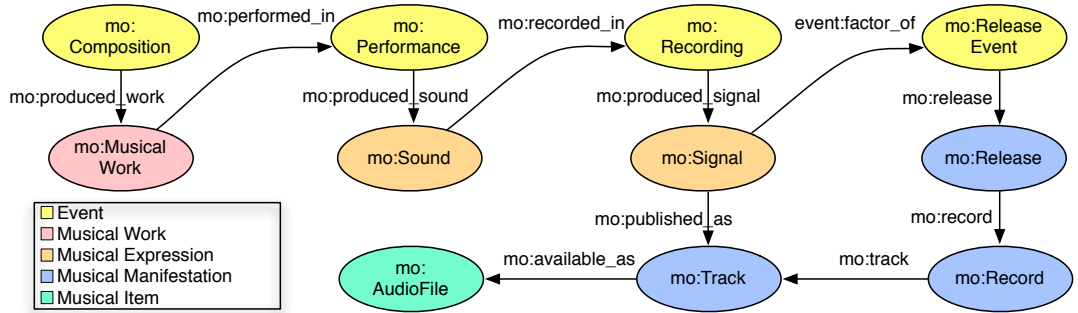 mo:performed_in
mo:recorded_in
event:factor_of
mo:
Composition
mo:
Performance
mo:
Recording
mo:Release
Event
mo:produced_work
mo:produced_sound
mo:produced_signal
mo:release
mo:Musical
Work
mo:Sound
mo:Signal
mo:Release
Event
Musical Work
Musical Expression
Musical Manifestation
Musical Item
mo:published_as
mo:record
mo:available_as
mo:track
mo:
AudioFile
mo:Track
mo:Record